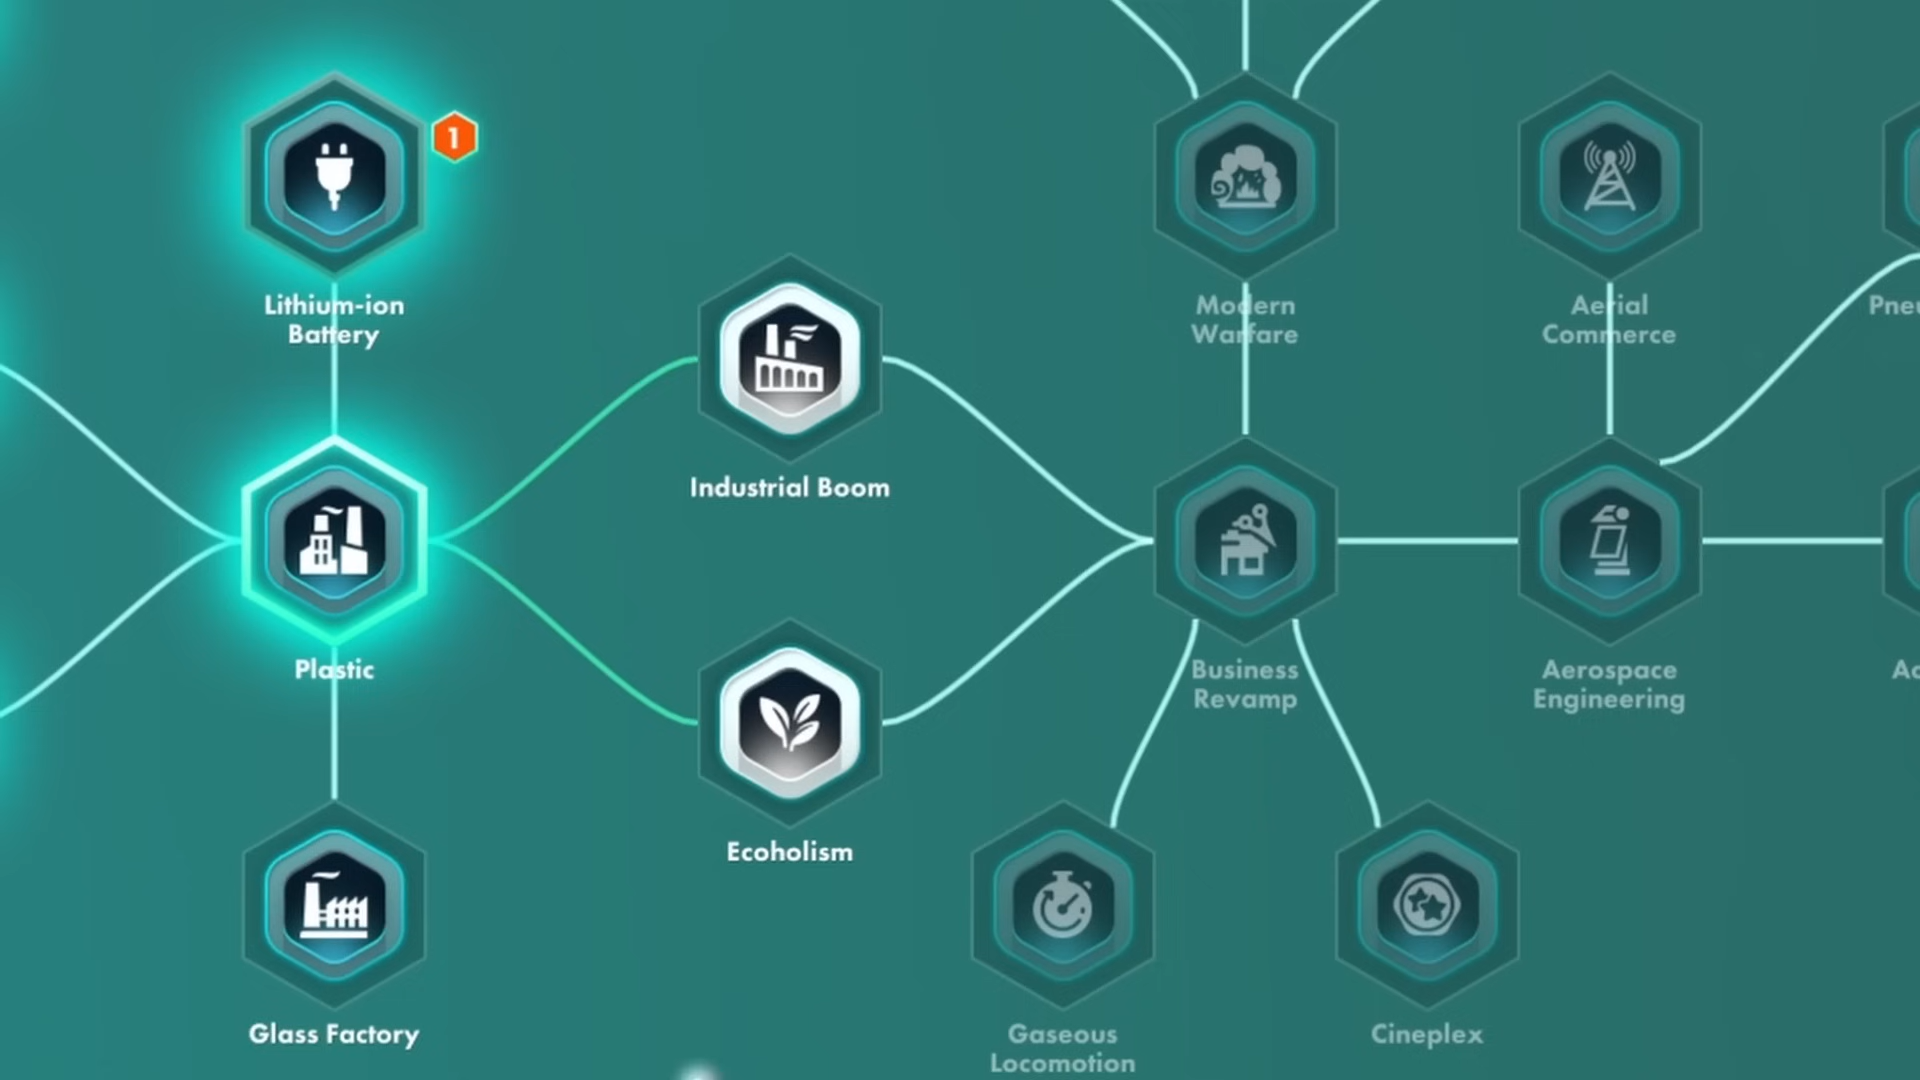 1
Lithium-ion
Battery
Modern
Warfare
Aerial
Commerce
Industrial Boom
Plastic
Business
Revamp
Aerospace
Engineering
Ecoholism
Glass Factory
Gaseous
Locomotion
Cineplex